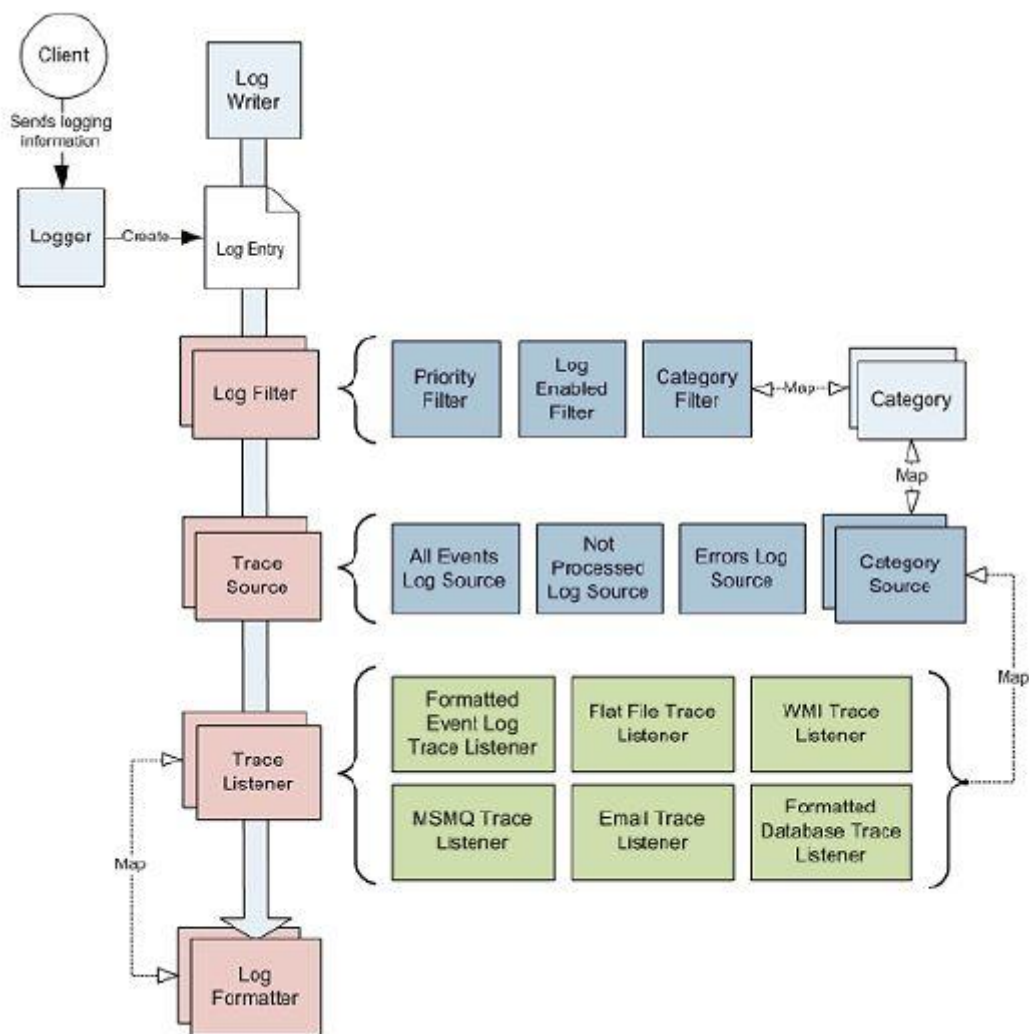 Client
Sends logging
information
Logger
Create
Log
Writer
Log Entry
Log Filter
Priority
Filter
Log
Enabled
Filter
Category
Filter
Map
Category
Map
Trace
Source
All Events
Log Source
Not
Processed
Log Source
Errors Log
Source
Category
Source
Map
Trace
Listener
Formatted
Event Log
Trace Listener
Flat File Trace
Listener
WMI Trace
Listener
MSMQ Trace
Listener
Email Trace
Listener
Formatted
Database Trace
Listener
Map
Log
Formatter